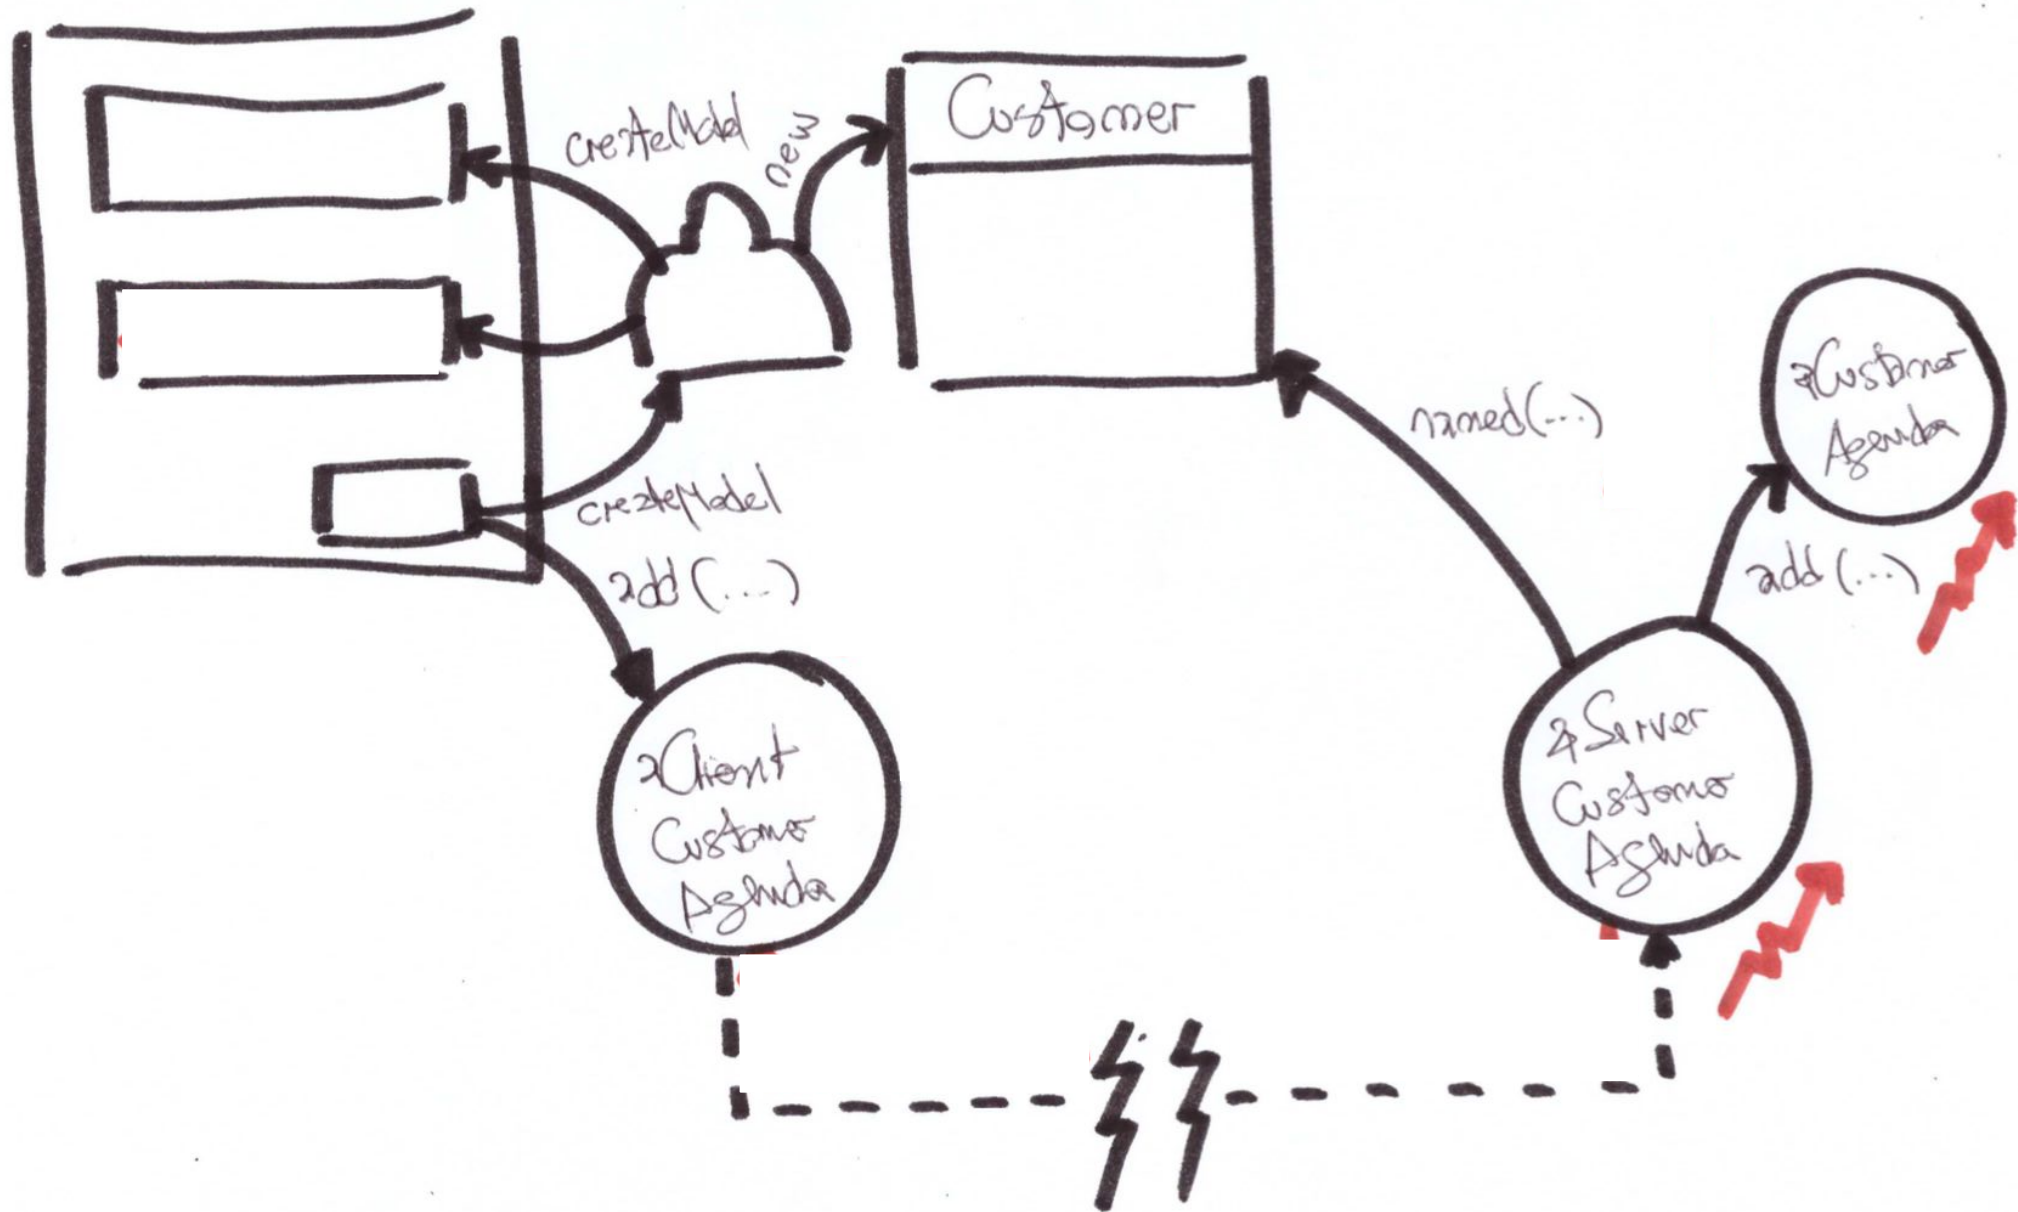 createModel
new
Customer
createModel
add (...)
named(...)
aCustomer
Agenda
add (...)
aClient
Customer
Agenda
aServer
Customer
Agenda